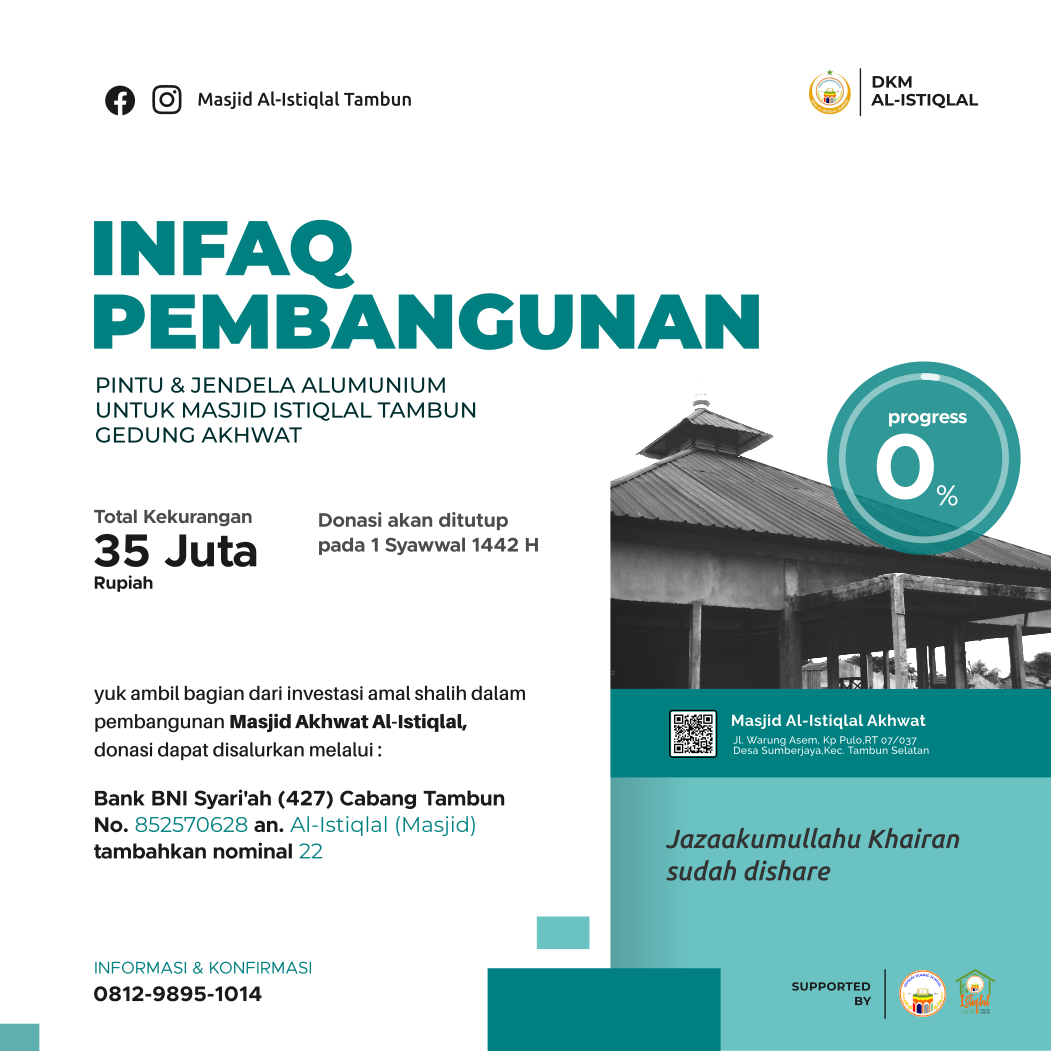 Masjid Al-Istiqlal Tambun
DKM
AL-ISTIQLAL
INFAQ
PEMBANGUNAN
PINTU & JENDELA ALUMUNIUM
UNTUK MASJID ISTIQLAL TAMBUN
GEDUNG AKHWAT
progress
0 %
Total Kekurangan
35 Juta
Rupiah
Donasi akan ditutup
pada 1 Syawwal 1442 H
yuk ambil bagian dari investasi amal shalih dalam
pembangunan Masjid Akhwat Al-Istiqlal,
donasi dapat disalurkan melalui :
Masjid Al-Istiqlal Akhwat
Jl. Warung Asem, Kp Pulo,RT 07/037
Desa Sumberjaya,Kec. Tambun Selatan
Bank BNI Syari'ah (427) Cabang Tambun
No. 852570628 an. Al-Istiqlal (Masjid)
tambahkan nominal 22
Jazaakumullahu Khairan
sudah dishare
INFORMASI & KONFIRMASI
0812-9895-1014
SUPPORTED
BY
Istiqlal